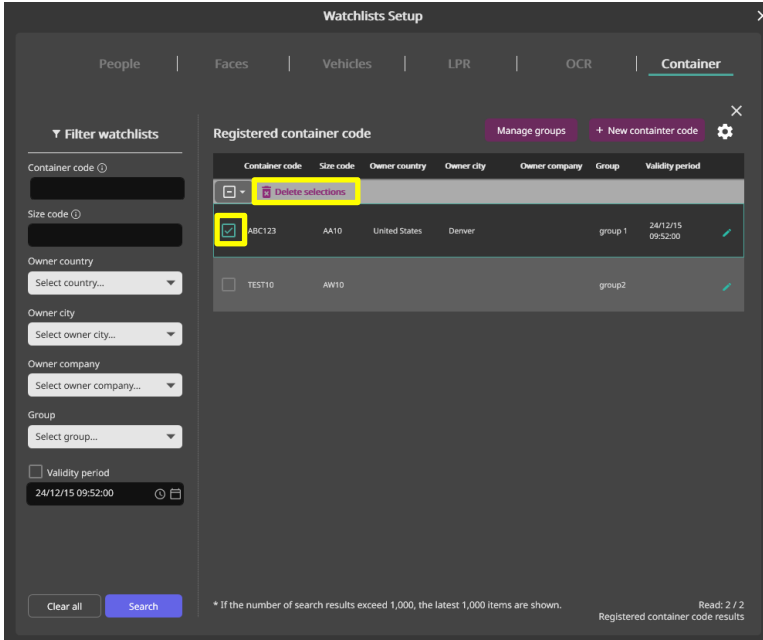 Watchlists Setup
People
Faces
Vehicles
LPR
OCR
Container
Filter watchlists
Registered container code
Manage groups
+ New containter code
Container code
Size code
Owner country
Owner city
Owner company
Group
Validity period
Delete selections
ABC123 AA10 United States Denver group 1 24/12/15
09:52:00
TEST10 AW10 group2
Container code
Size code
Owner country
Select country...
Owner city
Select owner city...
Owner company
Select owner company...
Group
Select group...
Validity period
24/12/15 09:52:00
Clear all
Search
* If the number of search results exceed 1,000, the latest 1,000 items are shown.
Read: 2 / 2
Registered container code results